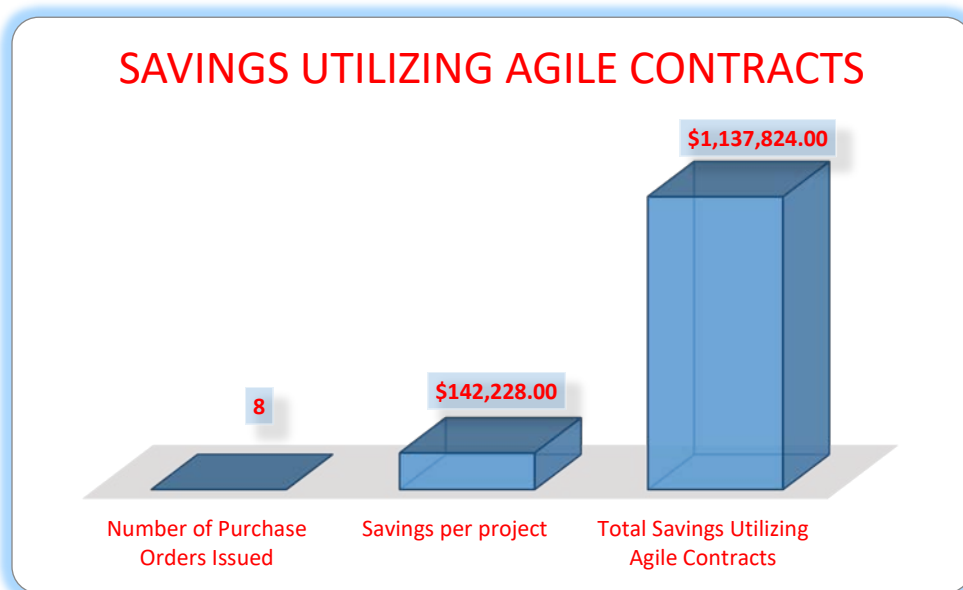 SAVINGS UTILIZING AGILE CONTRACTS
$1,137,824.00
$142,228.00
8
Number of Purchase
Orders Issued
Savings per project
Total Savings Utilizing
Agile Contracts